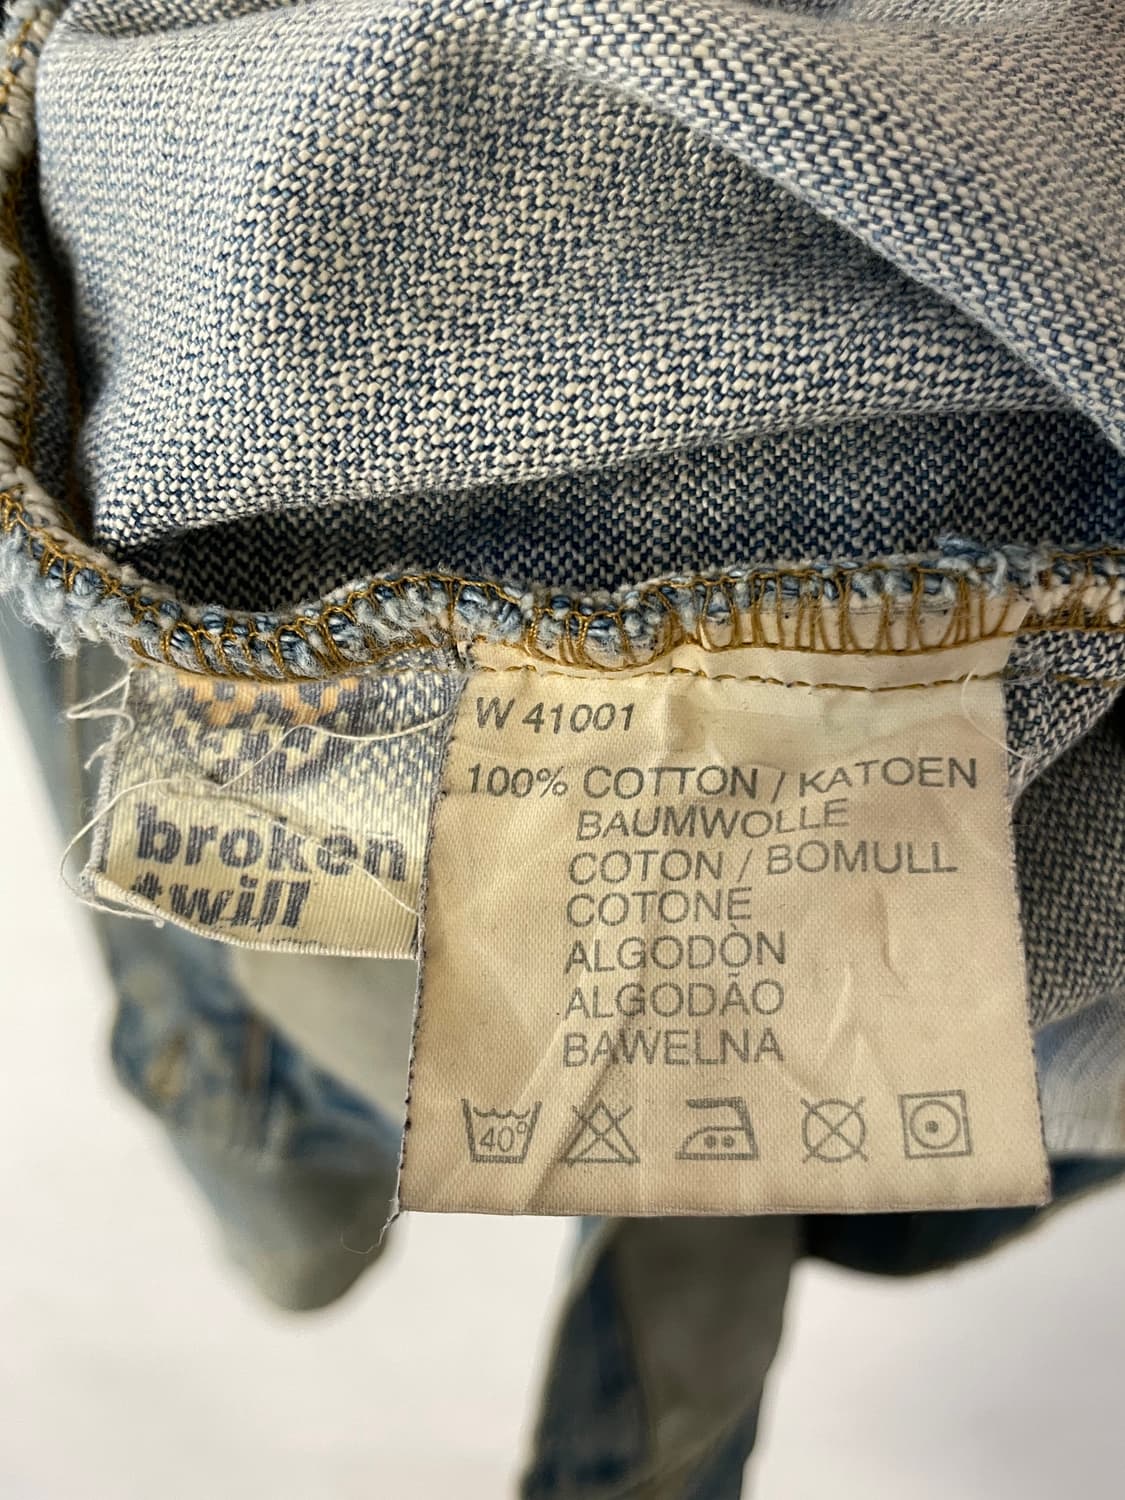 broken
twill
W 41001
100% COTTON / KATOEN
BAUMWOLLE
COTON / BOMULL
COTONE
ALGODÒN
ALGODÃO
BAWELNA
40°